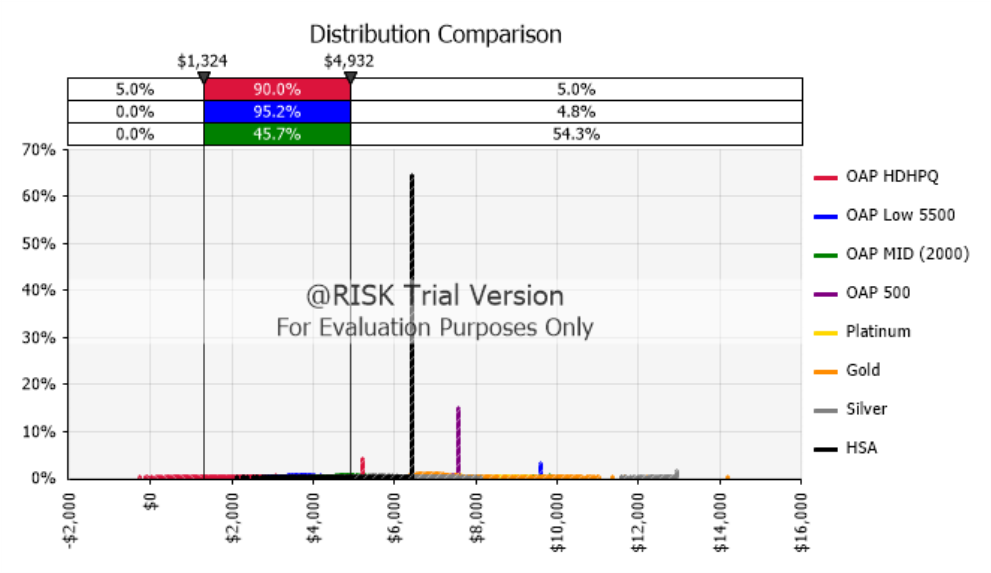 Distribution Comparison
$1,324 $4,932
5.0% 90.0% 5.0%
0.0% 95.2% 4.8%
0.0% 45.7% 54.3%
70%
60%
50%
40%
30%
20%
10%
0%
@RISK Trial Version
For Evaluation Purposes Only
-$2,000
$0
$2,000
$4,000
$6,000
$8,000
$10,000
$12,000
$14,000
$16,000
OAP HDHPQ
OAP Low 5500
OAP MID (2000)
OAP 500
Platinum
Gold
Silver
HSA